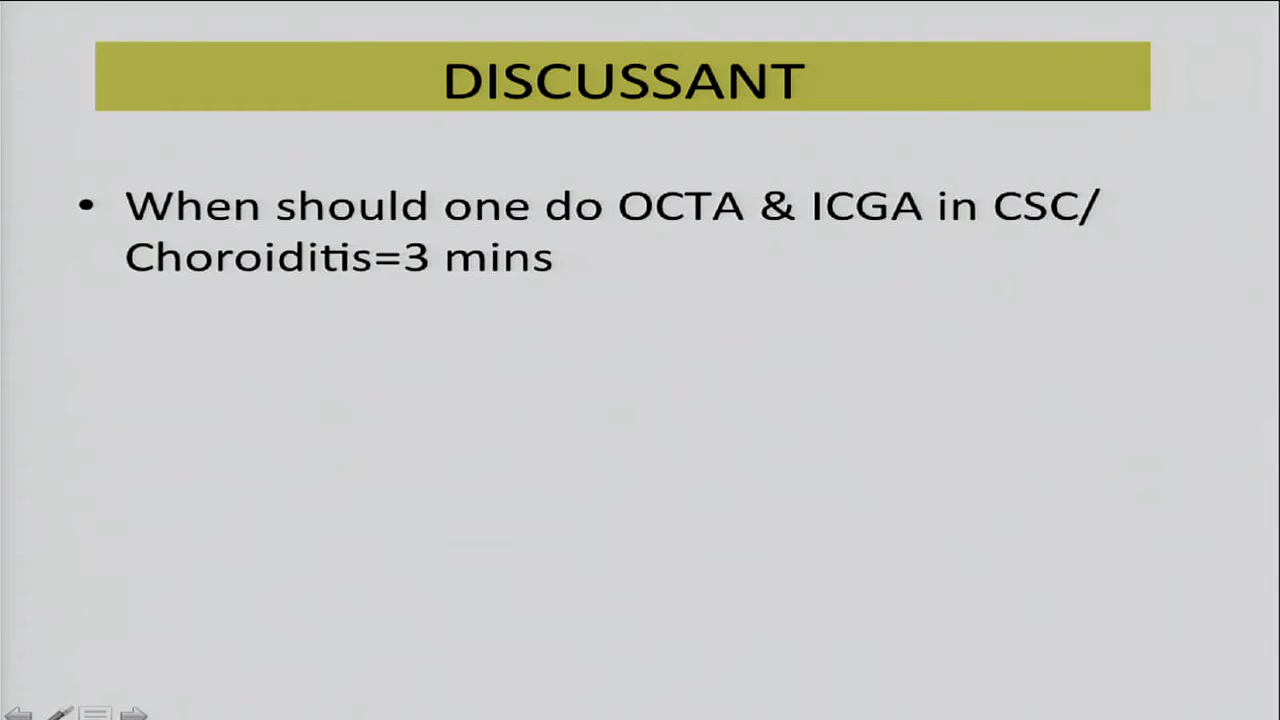 DISCUSSANT
• When should one do OCTA & ICGA in CSC/
Choroiditis=3 mins